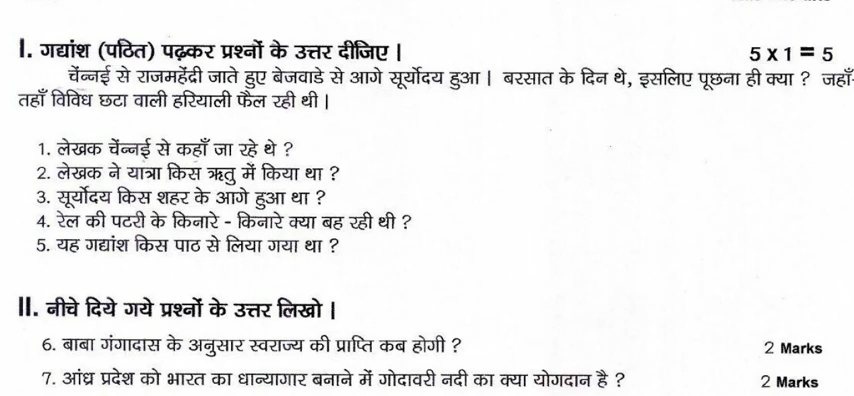 I. गद्यांश (पठित) पढ़कर प्रश्नों के उत्तर दीजिए | 5 x 1 = 5
चेंन्नई से राजमहेंद्री जाते हुए बेजवाडे से आगे सूर्योदय हुआ | बरसात के दिन थे, इसलिए पूछना ही क्या ? जहाँ-
तहाँ विविध छटा वाली हरियाली फैल रही थी |
1. लेखक चेंन्नई से कहाँ जा रहे थे ?
2. लेखक ने यात्रा किस ऋतु में किया था ?
3. सूर्योदय किस शहर के आगे हुआ था ?
4. रेल की पटरी के किनारे - किनारे क्या बह रही थी ?
5. यह गद्यांश किस पाठ से लिया गया था ?
II. नीचे दिये गये प्रश्नों के उत्तर लिखो |
6. बाबा गंगादास के अनुसार स्वराज्य की प्राप्ति कब होगी ? 2 Marks
7. आंध्र प्रदेश को भारत का धान्यागार बनाने में गोदावरी नदी का क्या योगदान है ? 2 Marks